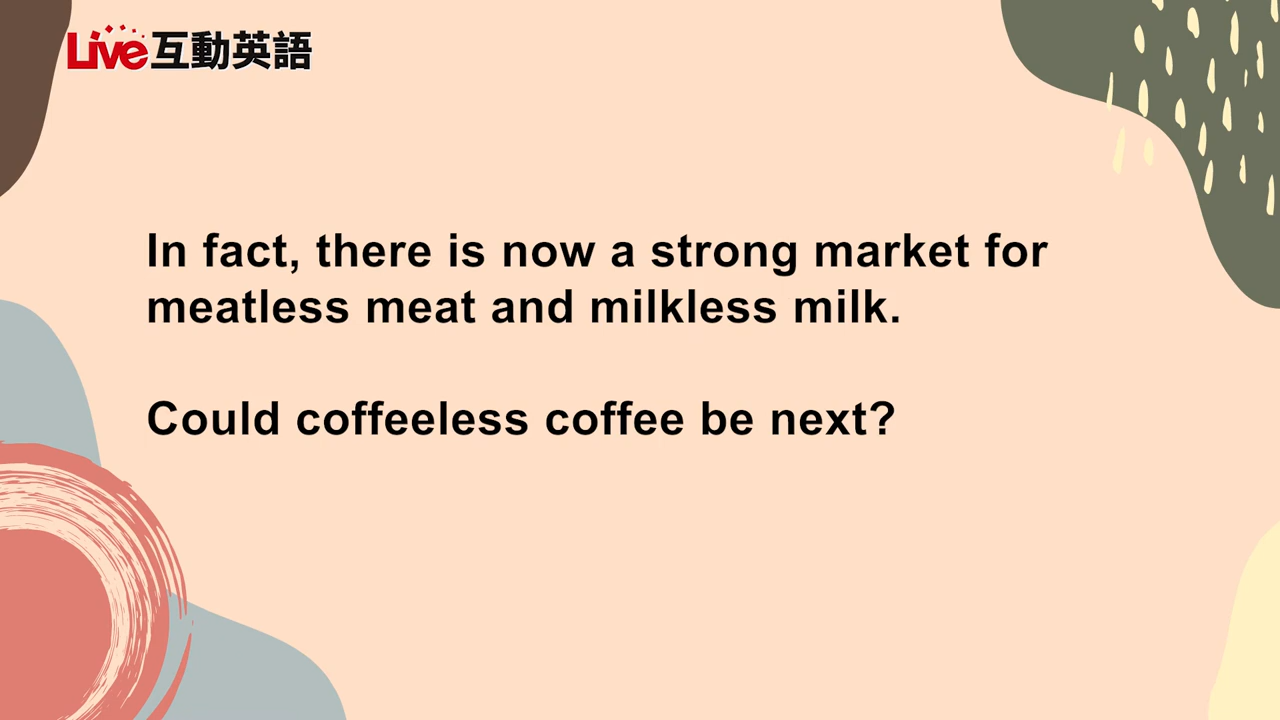 Live互動英語
In fact, there is now a strong market for
meatless meat and milkless milk.
Could coffeeless coffee be next?